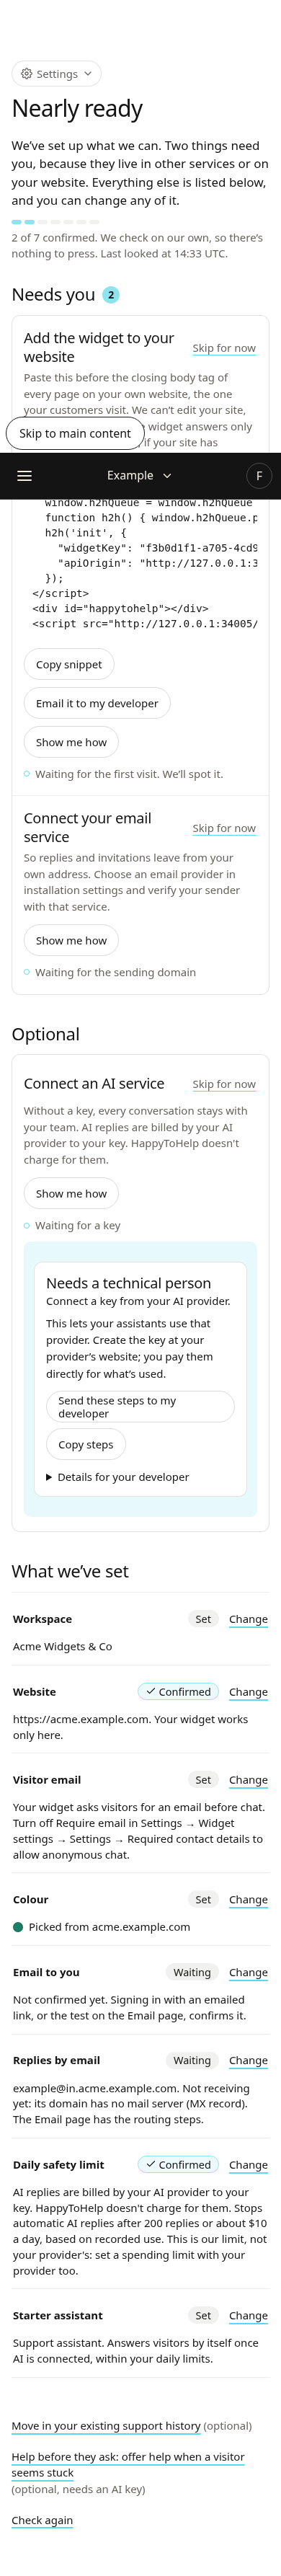 Settings
Nearly ready
We've set up what we can. Two things need
you, because they live in other services or on
your website. Everything else is listed below,
and you can change any of it.
2 of 7 confirmed. We check on our own, so there's
nothing to press. Last looked at 14:33 UTC.
Needs you 2
Add the widget to your
website
Skip for now
Paste this before the closing body tag of
every page on your own website, the one
your customers visit. We can't edit your site,
widget answers only
Skip to main content
if your site has
Example
F
window.h2hQueue = window.h2hQueue
function h2h() { window.h2hQueue.p
h2h('init', {
"widgetKey": "f3b0d1f1-a705-4cd9
"apiOrigin": "http://127.0.0.1:3
});
</script>
<div id="happytohelp"></div>
<script src="http://127.0.0.1:34005/
Copy snippet
Email it to my developer
Show me how
Waiting for the first visit. We'll spot it.
Connect your email
service
Skip for now
So replies and invitations leave from your
own address. Choose an email provider in
installation settings and verify your sender
with that service.
Show me how
Waiting for the sending domain
Optional
Connect an AI service
Skip for now
Without a key, every conversation stays with
your team. AI replies are billed by your AI
provider to your key. HappyToHelp doesn't
charge for them.
Show me how
Waiting for a key
Needs a technical person
Connect a key from your AI provider.
This lets your assistants use that
provider. Create the key at your
provider's website; you pay them
directly for what's used.
Send these steps to my
developer
Copy steps
Details for your developer
What we've set
Workspace Set Change
Acme Widgets & Co
Website Confirmed Change
https://acme.example.com. Your widget works
only here.
Visitor email Set Change
Your widget asks visitors for an email before chat.
Turn off Require email in Settings → Widget
settings → Settings → Required contact details to
allow anonymous chat.
Colour Set Change
Picked from acme.example.com
Email to you Waiting Change
Not confirmed yet. Signing in with an emailed
link, or the test on the Email page, confirms it.
Replies by email Waiting Change
example@in.acme.example.com. Not receiving
yet: its domain has no mail server (MX record).
The Email page has the routing steps.
Daily safety limit Confirmed Change
AI replies are billed by your AI provider to your
key. HappyToHelp doesn't charge for them. Stops
automatic AI replies after 200 replies or about $10
a day, based on recorded use. This is our limit, not
your provider's: set a spending limit with your
provider too.
Starter assistant Set Change
Support assistant. Answers visitors by itself once
AI is connected, within your daily limits.
Move in your existing support history (optional)
Help before they ask: offer help when a visitor
seems stuck
(optional, needs an AI key)
Check again